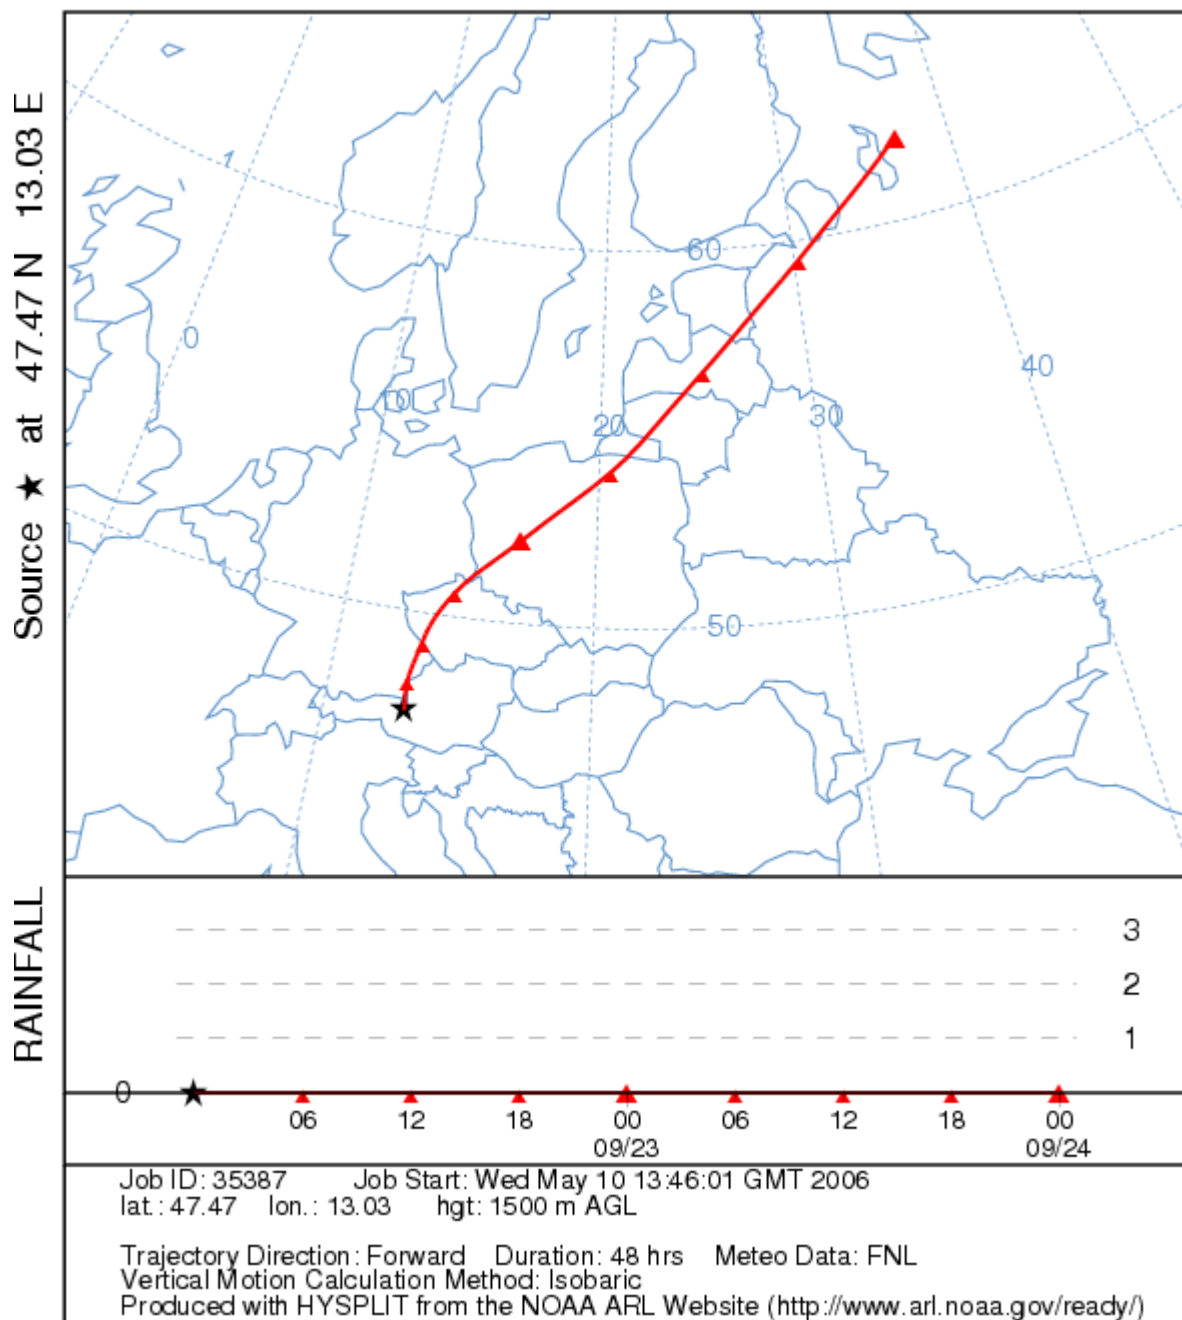 Source ★ at 47.47 N 13.03 E
60
0
40
10
30
20
50
RAINFALL
3
2
1
0
06 12 18 00 06 12 18 00
09/23 09/24
Job ID: 35387 Job Start: Wed May 10 13:46:01 GMT 2006
lat.: 47.47 lon.: 13.03 hgt: 1500 m AGL
Trajectory Direction: Forward Duration: 48 hrs Meteo Data: FNL
Vertical Motion Calculation Method: Isobaric
Produced with HYSPLIT from the NOAA ARL Website (http://www.arl.noaa.gov/ready/)